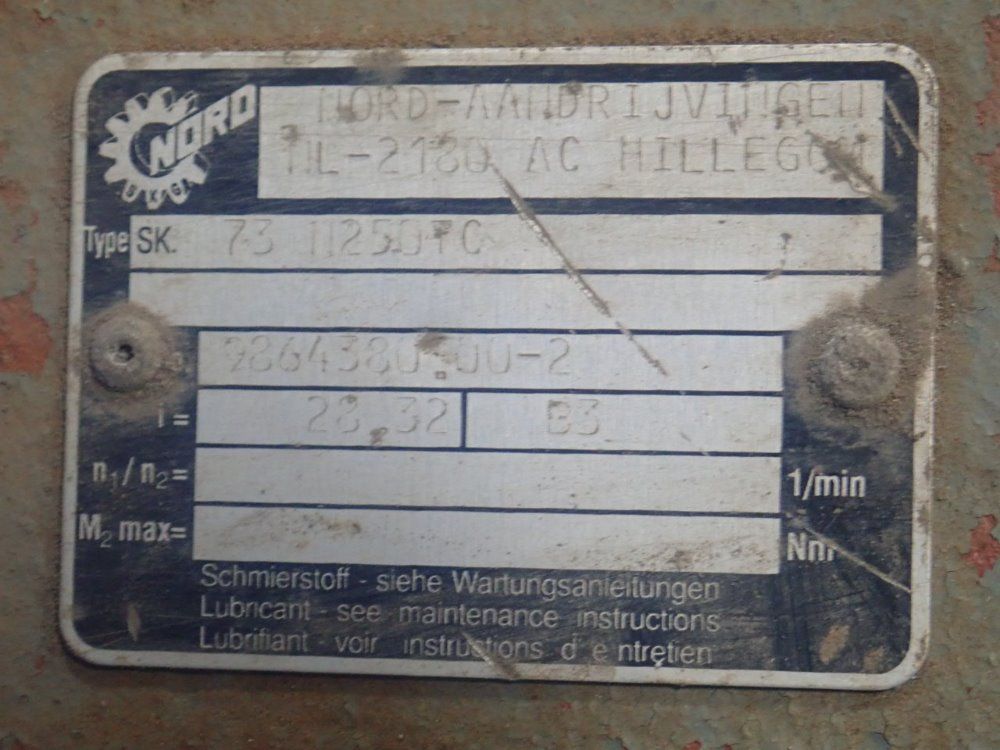 NORD
NORD-AANDRIJVINGEN
NL-2180 AC HILLEGOM
Type SK. 73 N250TC
9864380.00-2
i = 28.32 B3
n₁/n₂= 1/min
M₂ max= Nm
Schmierstoff - siehe Wartungsanleitungen
Lubricant - see maintenance instructions
Lubrifiant - voir instructions d entretien